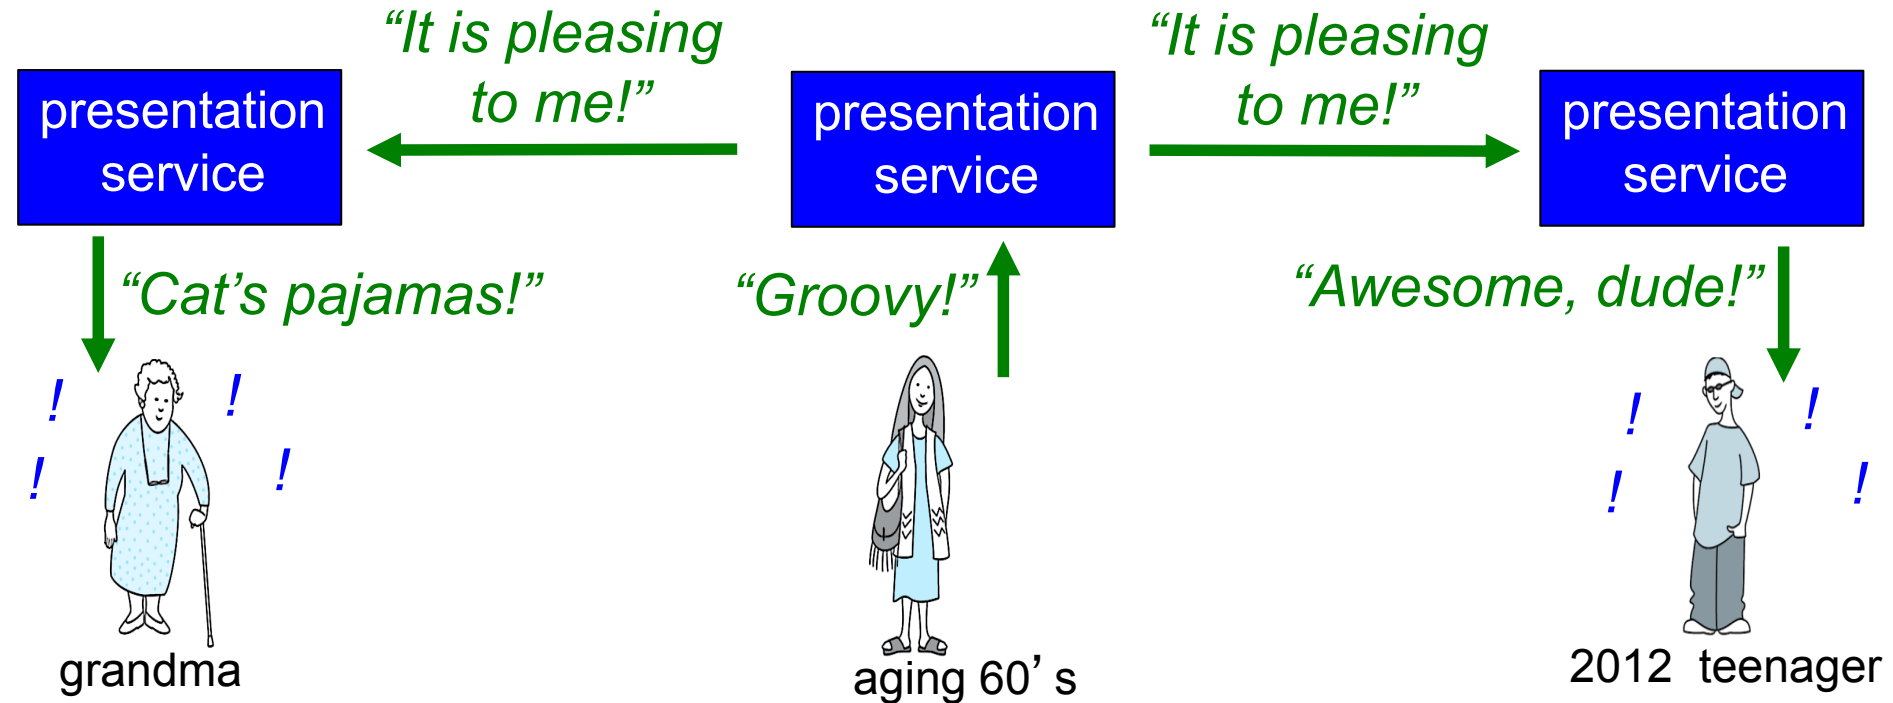 “It is pleasing
to me!”
“It is pleasing
to me!”
presentation
service
presentation
service
presentation
service
“Cat’s pajamas!”
“Groovy!”
“Awesome, dude!”
!
!
!
!
!
!
!
!
grandma
aging 60’ s
2012 teenager